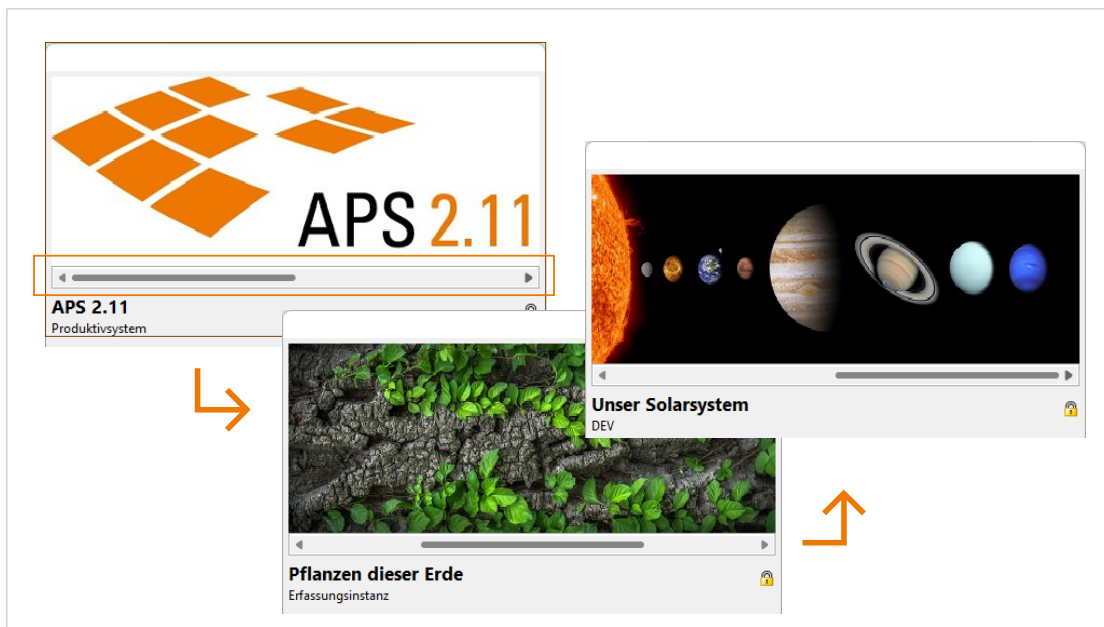 APS 2.11
APS 2.11
Produktivsystem
Pflanzen dieser Erde
Erfassungsinstanz
Unser Solarsystem
DEV